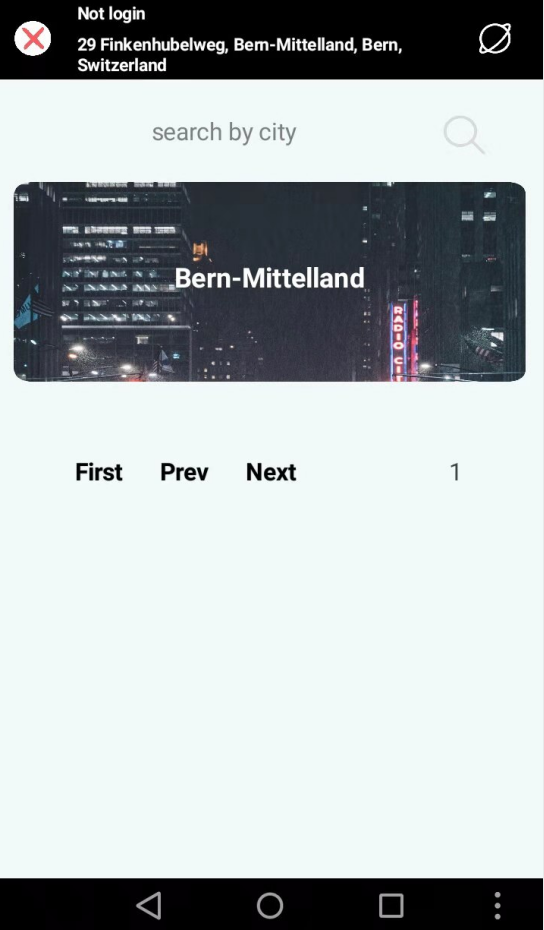 Not login
29 Finkenhubelweg, Bern-Mittelland, Bern,
Switzerland
search by city
Bern-Mittelland
RADIO CIT
First Prev Next 1